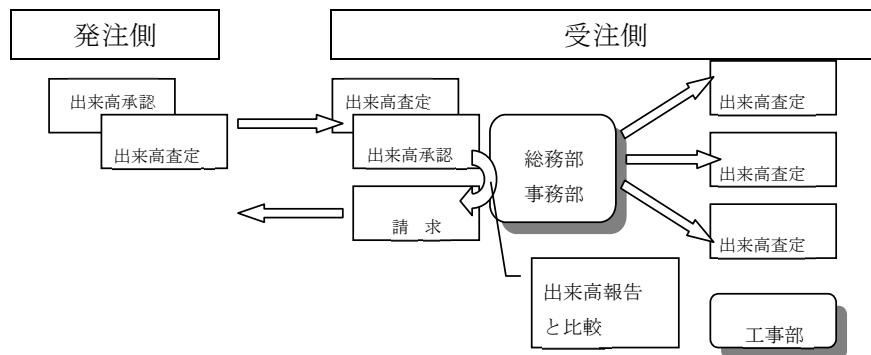 発注側
受注側
出来高承認
出来高査定
出来高査定
出来高承認
請 求
総務部
事務部
出来高査定
出来高査定
出来高査定
出来高報告
と比較
工事部